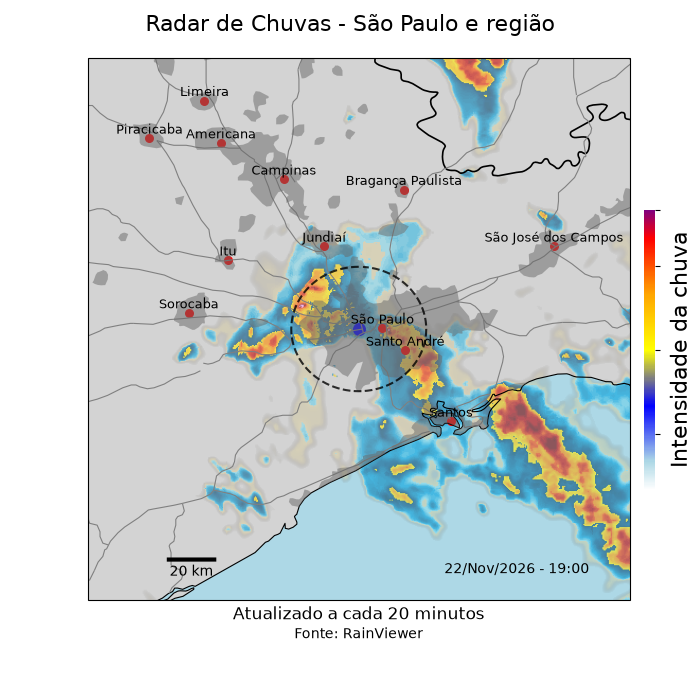 Radar de Chuvas - São Paulo e região
Limeira
Piracicaba
Americana
Campinas
Bragança Paulista
Jundiaí
São José dos Campos
Itu
Sorocaba
São Paulo
Santo André
Santos
Intensidade da chuva
20 km
22/Nov/2026 - 19:00
Atualizado a cada 20 minutos
Fonte: RainViewer